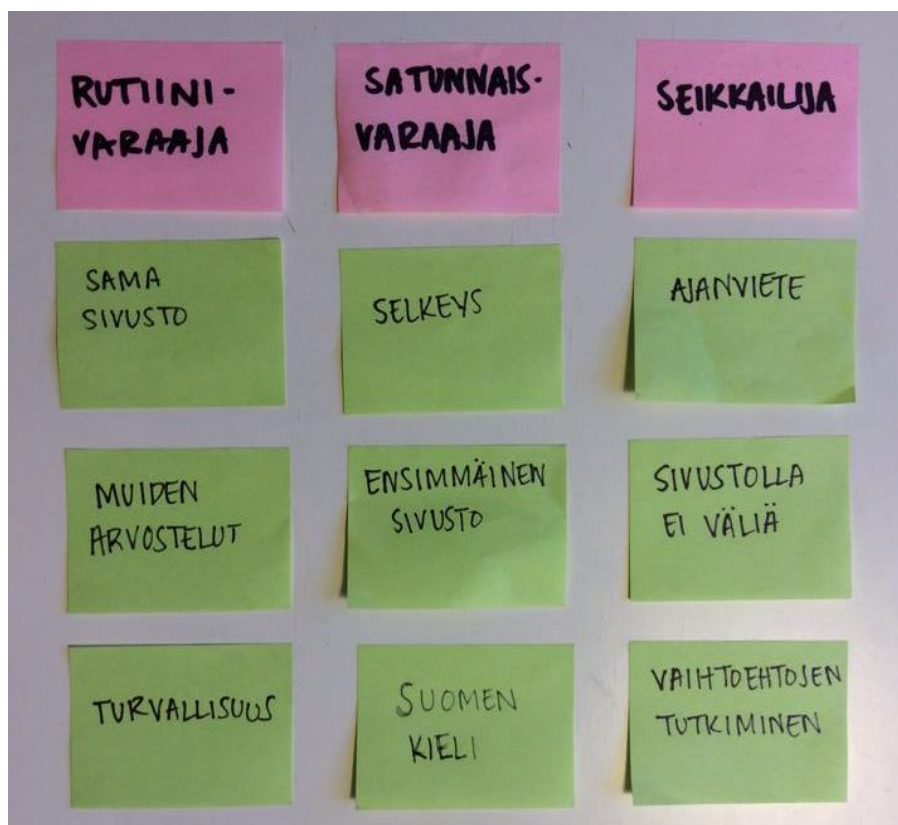 RUTIINI-
VARAAJA
SATUNNAIS-
VARAAJA
SEIKKAILIJA
SAMA
SIVUSTO
SELKEYS
AJANVIETE
MUIDEN
ARVOSTELUT
ENSIMMÄINEN
SIVUSTO
SIVUSTOLLA
EI VÄLIÄ
TURVALLISUUS
SUOMEN
KIELI
VAIHTOEHTOJEN
TUTKIMINEN